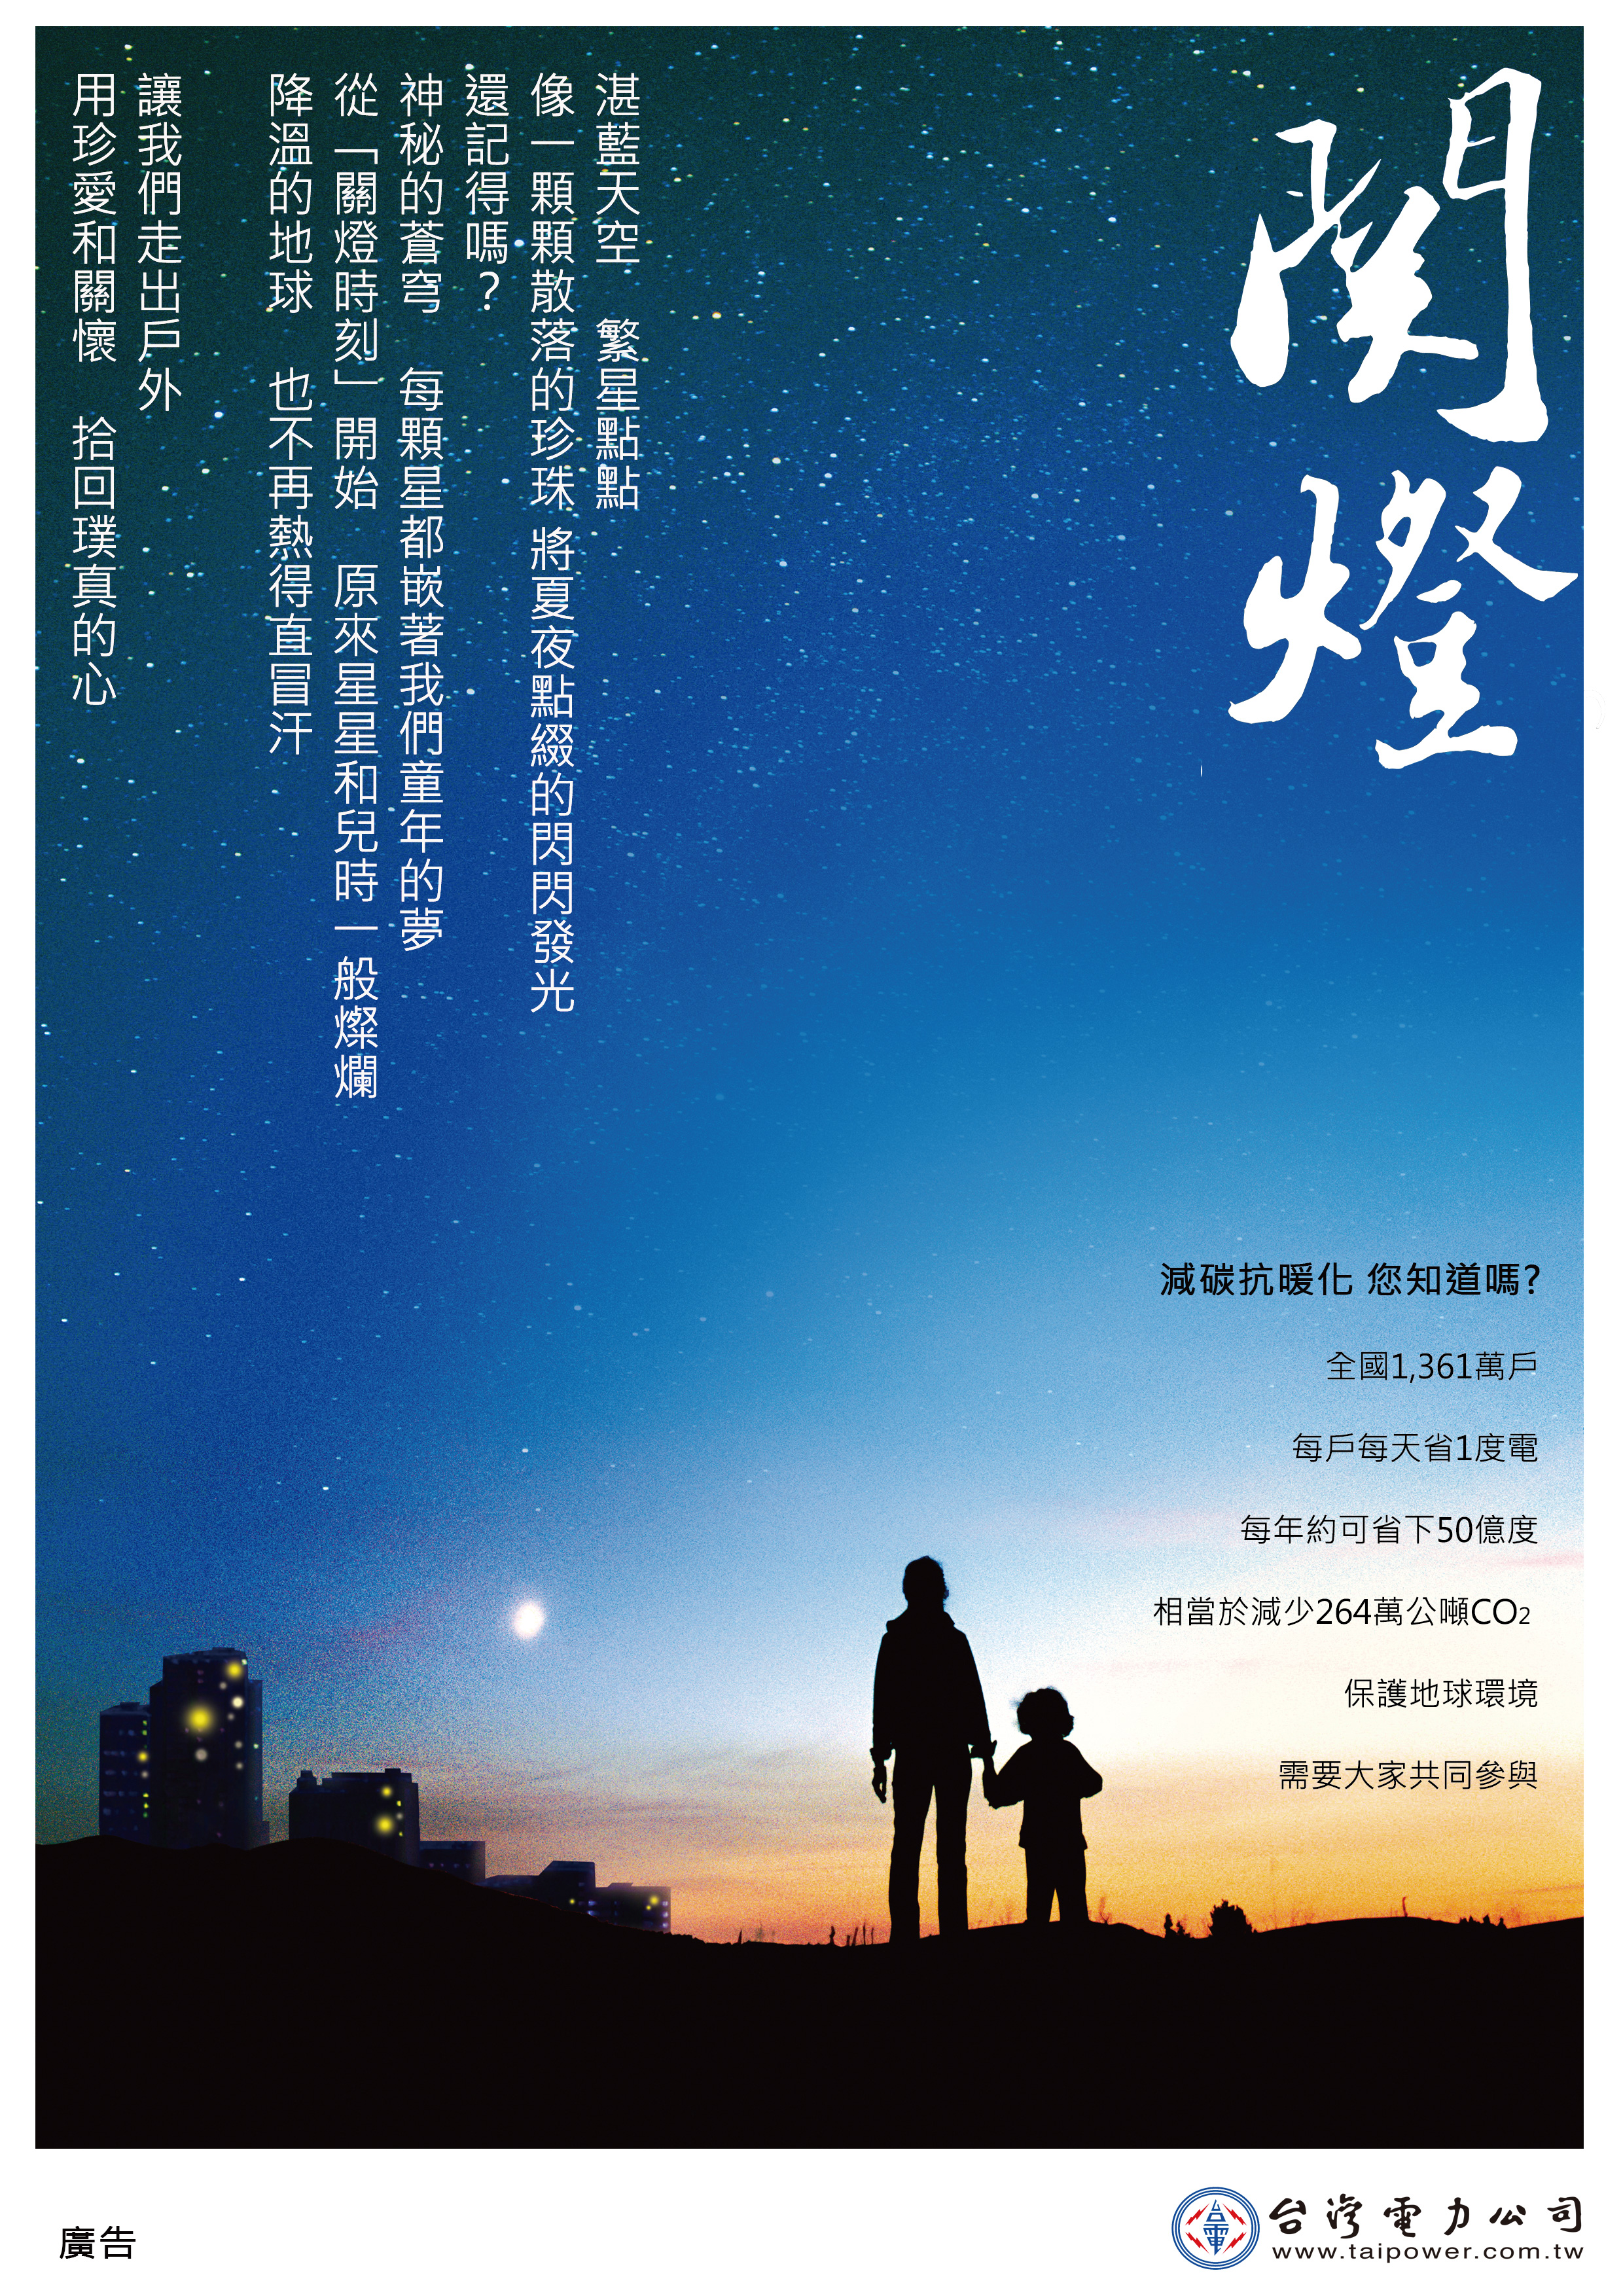 關燈
湛藍天空　繁星點點
像一顆顆散落的珍珠 將夏夜點綴的閃閃發光
還記得嗎？
神秘的蒼穹　每顆星都嵌著我們童年的夢
從「關燈時刻」開始　原來星星和兒時一般燦爛
降溫的地球　也不再熱得直冒汗
讓我們走出戶外
用珍愛和關懷　拾回璞真的心
減碳抗暖化 您知道嗎?
全國1,361萬戶
每戶每天省1度電
每年約可省下50億度
相當於減少264萬公噸CO₂
保護地球環境
需要大家共同參與
廣告
台電
台灣電力公司
www.taipower.com.tw